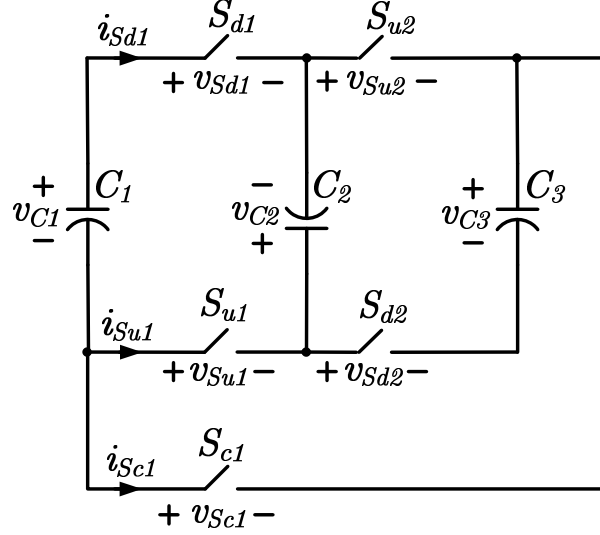 S_d1 S_u2
i_Sd1
+ v_Sd1 − + v_Su2 −
+ − +
C_1 C_2 C_3
v_C1 v_C2 v_C3
− + −
S_u1 S_d2
i_Su1
+ v_Su1 − + v_Sd2 −
S_c1
i_Sc1
+ v_Sc1 −